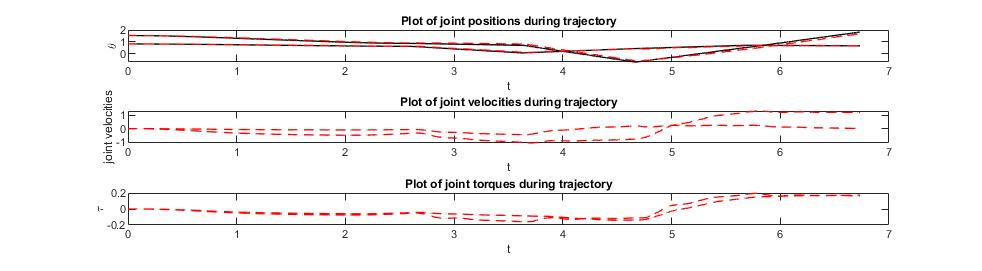 Plot of joint positions during trajectory
2
1
0
θ
0 1 2 3 4 5 6 7
t
Plot of joint velocities during trajectory
1
0
-1
joint velocities
0 1 2 3 4 5 6 7
t
Plot of joint torques during trajectory
0.2
0
-0.2
τ
0 1 2 3 4 5 6 7
t